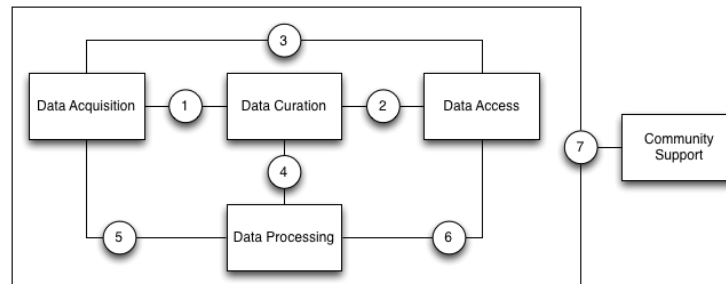 3
Data Acquisition
1
Data Curation
2
Data Access
7
Community
Support
4
5
Data Processing
6